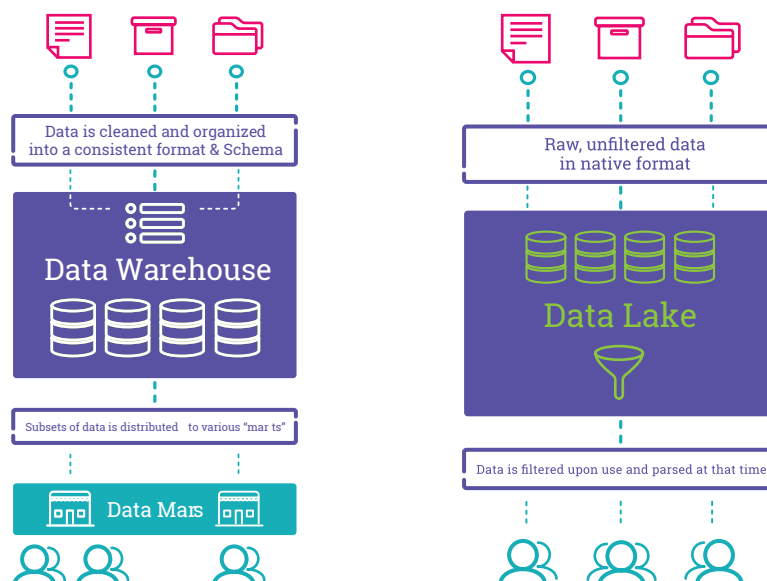 Data is cleaned and organized
into a consistent format & Schema
Data Warehouse
Subsets of data is distributed to various “mar ts”
Data Mars
Raw, unfiltered data
in native format
Data Lake
Data is filtered upon use and parsed at that time